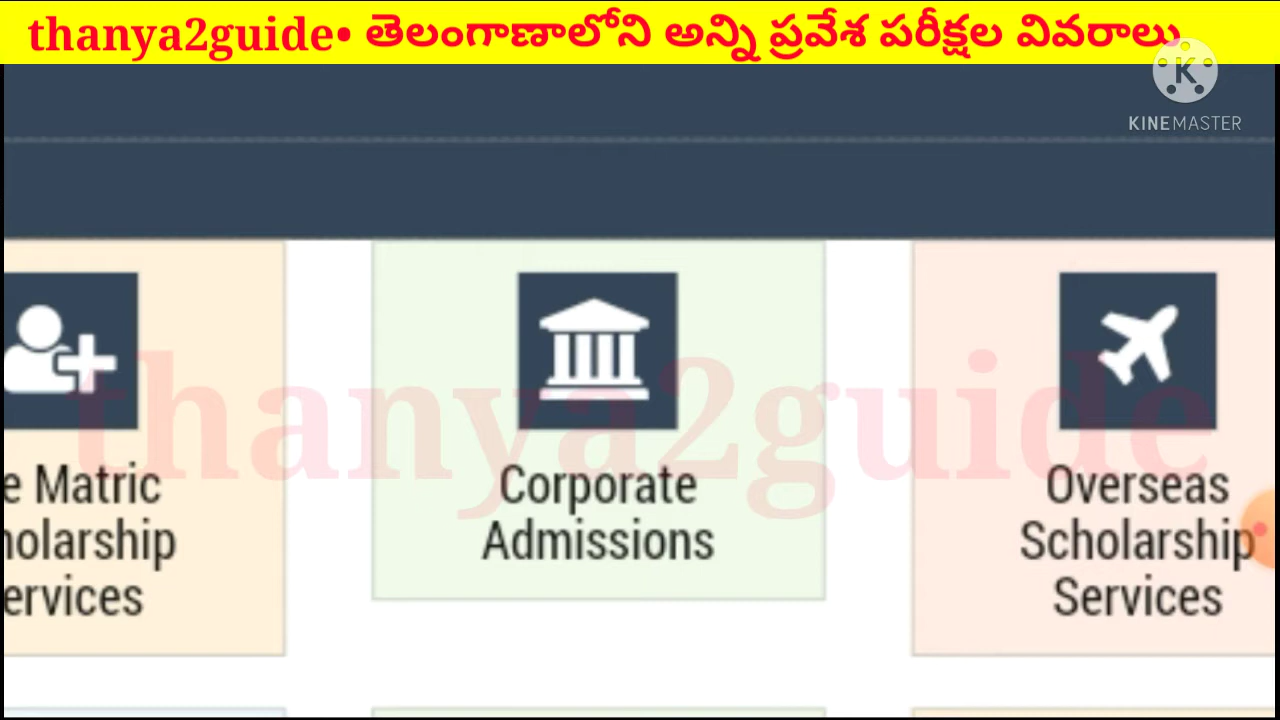 thanya2guide• తెలంగాణాలోని అన్ని ప్రవేశ పరీక్షల వివరాలు
KINEMASTER
e Matric
holarship
ervices
Corporate
Admissions
Overseas
Scholarship
Services
thanya2guide